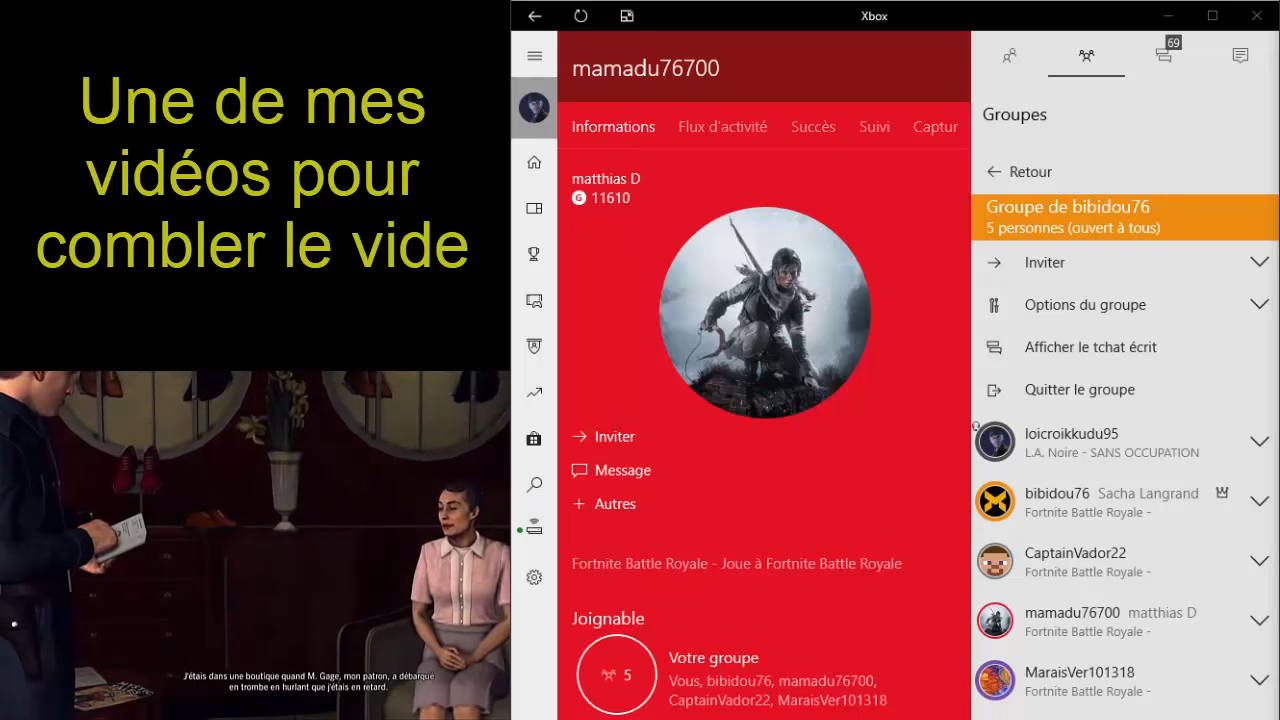 Une de mes
vidéos pour
combler le vide
J'étais dans une boutique quand M. Gage, mon patron, a débarqué
en trombe en hurlant que j'étais en retard.
Xbox
mamadu76700
Informations Flux d'activité Succès Suivi Captur
matthias D
G 11610
Inviter
Message
Autres
Fortnite Battle Royale - Joue à Fortnite Battle Royale
Joignable
5
Votre groupe
Vous, bibidou76, mamadu76700,
CaptainVador22, MaraisVer101318
69
Groupes
Retour
Groupe de bibidou76
5 personnes (ouvert à tous)
Inviter
Options du groupe
Afficher le tchat écrit
Quitter le groupe
loicroikkudu95
L.A. Noire - SANS OCCUPATION
bibidou76 Sacha Langrand
Fortnite Battle Royale -
CaptainVador22
Fortnite Battle Royale -
mamadu76700 matthias D
Fortnite Battle Royale -
MaraisVer101318
Fortnite Battle Royale -